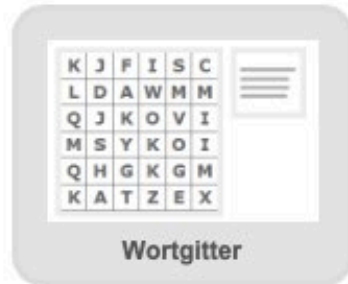 K J F I S C
L D A W M M
Q J K O V I
M S Y K O I
Q H G K G M
K A T Z E X
Wortgitter